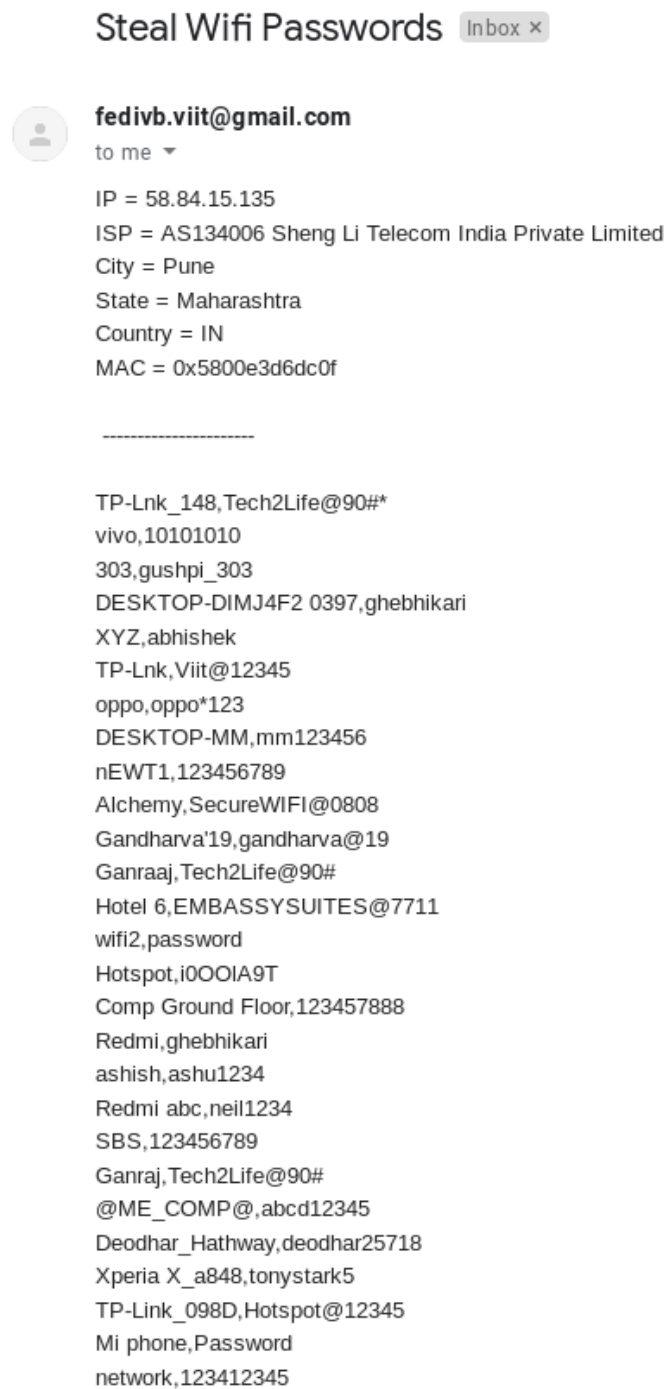 Steal Wifi Passwords Inbox ×
fedivb.viit@gmail.com
to me
IP = 58.84.15.135
ISP = AS134006 Sheng Li Telecom India Private Limited
City = Pune
State = Maharashtra
Country = IN
MAC = 0x5800e3d6dc0f
----------------------
TP-Lnk_148,Tech2Life@90#*
vivo,10101010
303,gushpi_303
DESKTOP-DIMJ4F2 0397,ghebhikari
XYZ,abhishek
TP-Lnk,Viit@12345
oppo,oppo*123
DESKTOP-MM,mm123456
nEWT1,123456789
Alchemy,SecureWIFI@0808
Gandharva'19,gandharva@19
Ganraaj,Tech2Life@90#
Hotel 6,EMBASSYSUITES@7711
wifi2,password
Hotspot,i0OOlA9T
Comp Ground Floor,123457888
Redmi,ghebhikari
ashish,ashu1234
Redmi abc,neil1234
SBS,123456789
Ganraj,Tech2Life@90#
@ME_COMP@,abcd12345
Deodhar_Hathway,deodhar25718
Xperia X_a848,tonystark5
TP-Link_098D,Hotspot@12345
Mi phone,Password
network,123412345